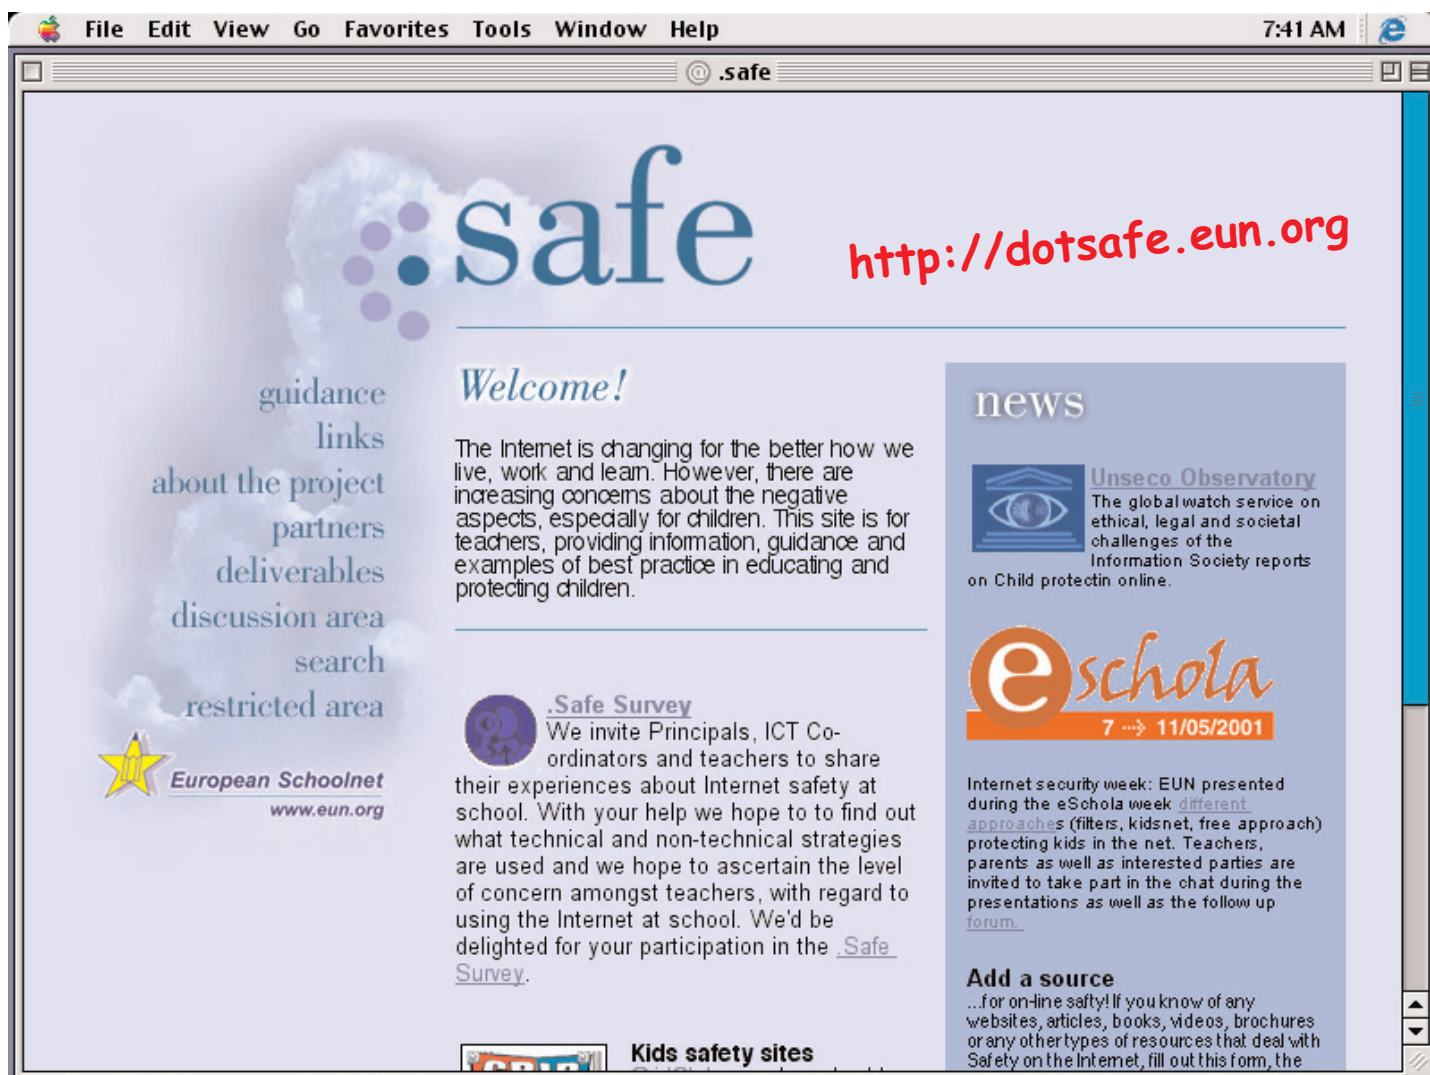 File Edit View Go Favorites Tools Window Help
7:41 AM
.safe
.safe
http://dotsafe.eun.org
guidance
links
about the project
partners
deliverables
discussion area
search
restricted area
European Schoolnet
www.eun.org
Welcome!
The Internet is changing for the better how we
live, work and learn. However, there are
increasing concerns about the negative
aspects, especially for children. This site is for
teachers, providing information, guidance and
examples of best practice in educating and
protecting children.
.Safe Survey
We invite Principals, ICT Co-
ordinators and teachers to share
their experiences about Internet safety at
school. With your help we hope to to find out
what technical and non-technical strategies
are used and we hope to ascertain the level
of concern amongst teachers, with regard to
using the Internet at school. We'd be
delighted for your participation in the .Safe
Survey.
Kids safety sites
news
Unseco Observatory
The global watch service on
ethical, legal and societal
challenges of the
Information Society reports
on Child protectin online.
eschola
7 ···> 11/05/2001
Internet security week: EUN presented
during the eSchola week different
approaches (filters, kidsnet, free approach)
protecting kids in the net. Teachers,
parents as well as interested parties are
invited to take part in the chat during the
presentations as well as the follow up
forum.
Add a source
...for on-line safty! If you know of any
websites, articles, books, videos, brochures
or any other types of resources that deal with
Safety on the Internet, fill out this form, the